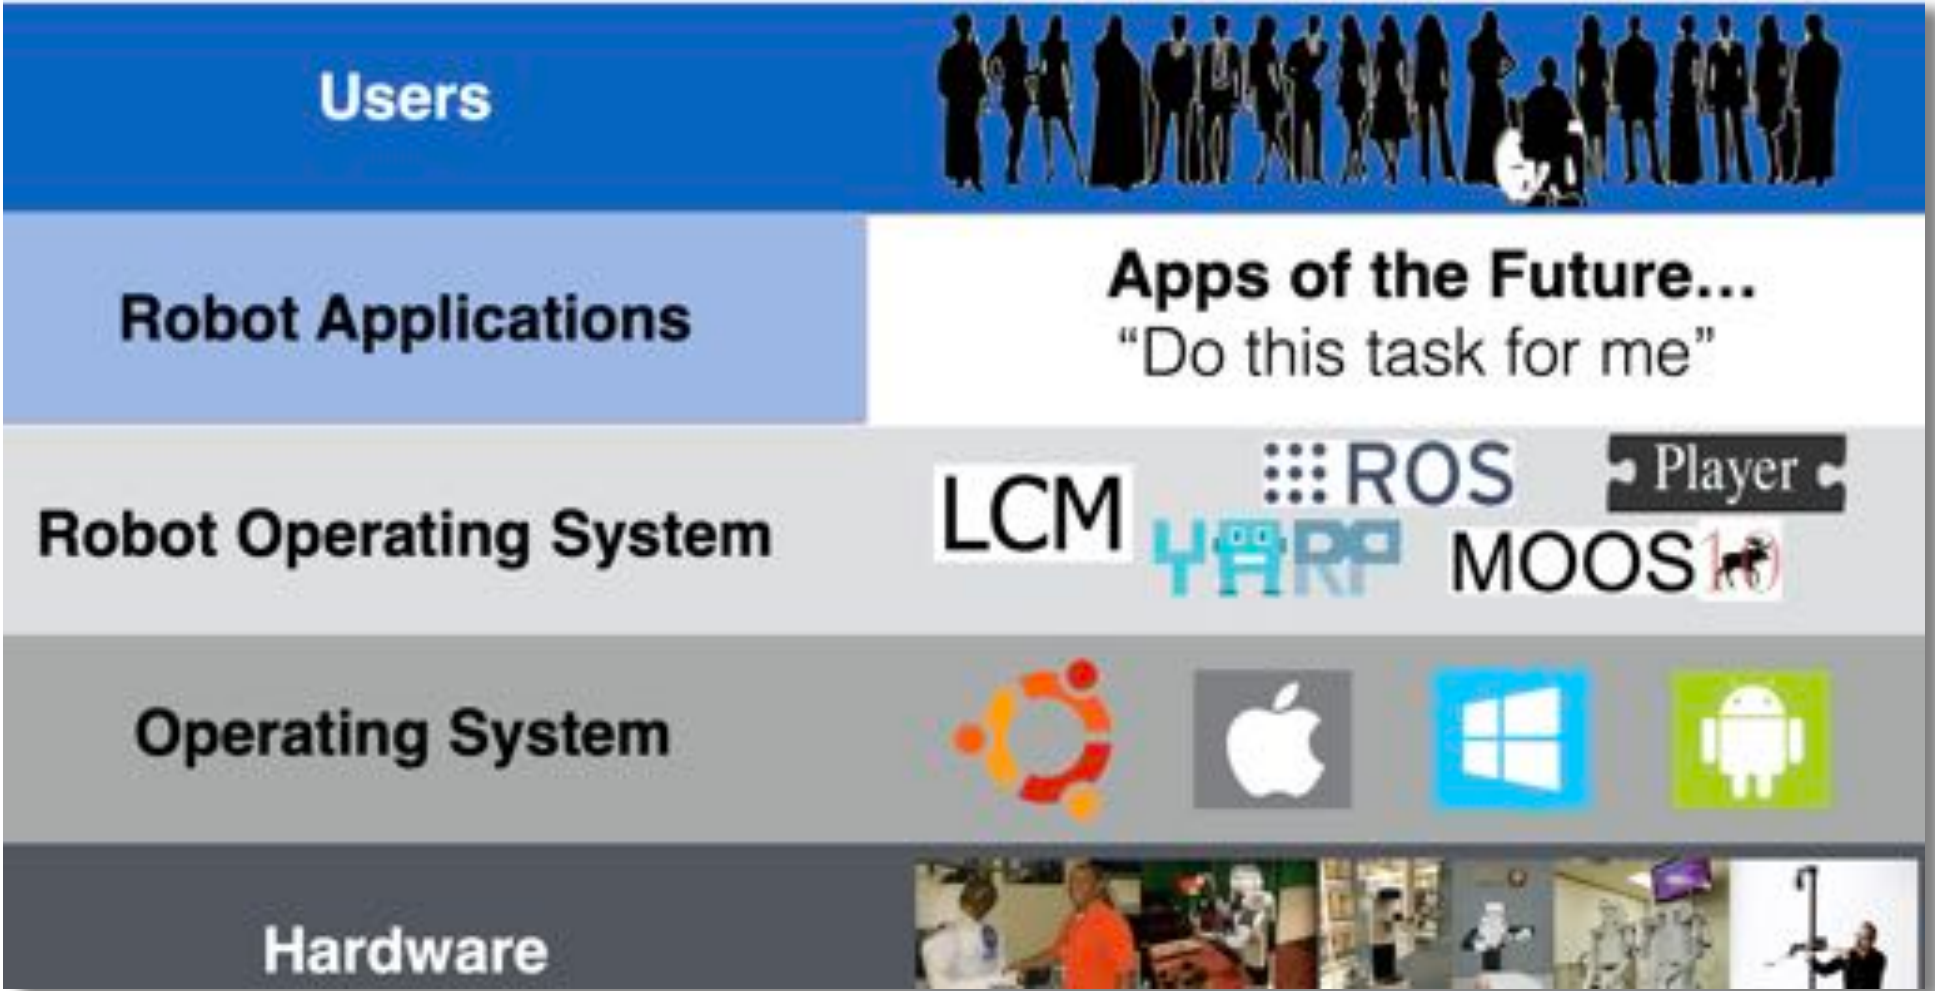 Users
Robot Applications
Apps of the Future...
“Do this task for me”
Robot Operating System
LCM
ROS
Player
YARP
MOOS
10
Operating System
Hardware